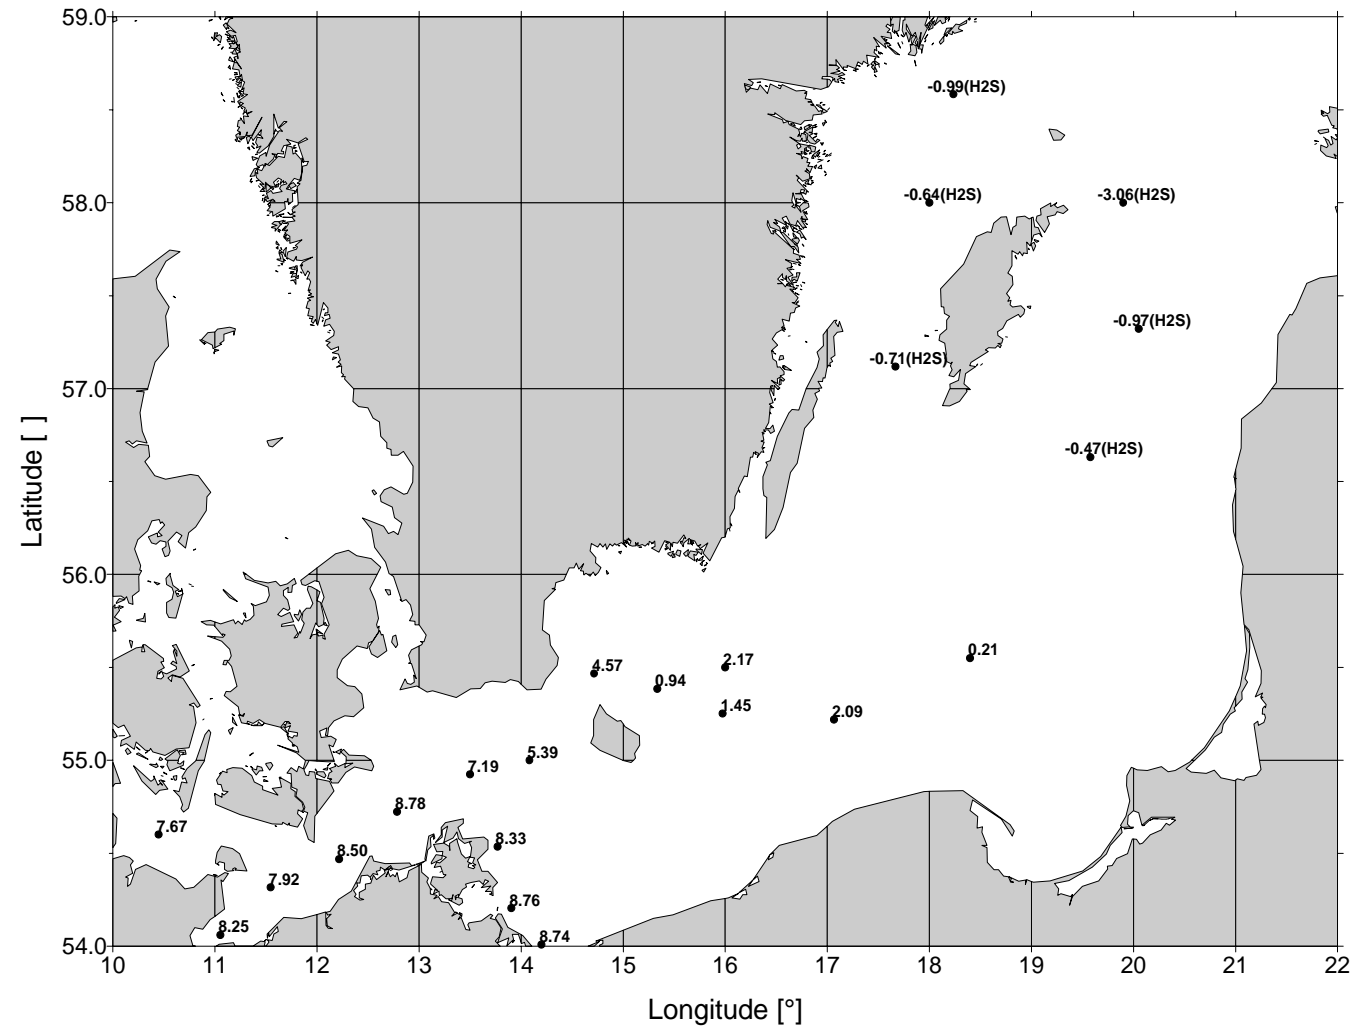 59.0
-0.99(H2S)
58.0
-0.64(H2S)
-3.06(H2S)
-0.97(H2S)
-0.71(H2S)
57.0
-0.47(H2S)
Latitude [ ]
56.0
0.21
2.17
4.57
0.94
1.45
2.09
55.0
5.39
7.19
8.78
7.67
8.33
8.50
7.92
8.76
8.25
8.74
54.0
10 11 12 13 14 15 16 17 18 19 20 21 22
Longitude [°]